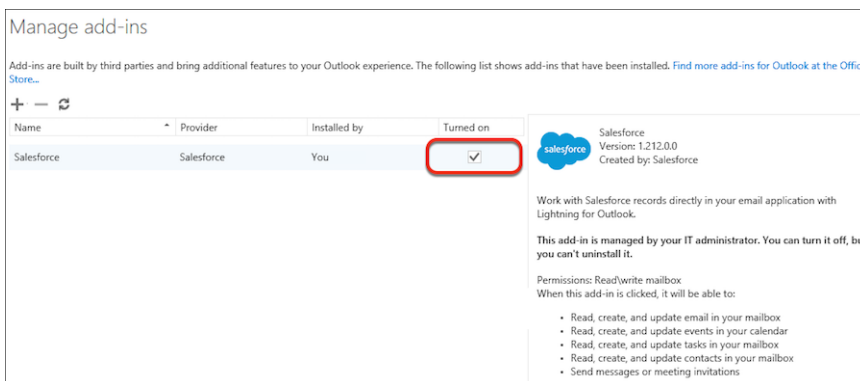 Manage add-ins
Add-ins are built by third parties and bring additional features to your Outlook experience. The following list shows add-ins that have been installed. Find more add-ins for Outlook at the Offic
Store...
Name Provider Installed by Turned on
Salesforce Salesforce You
salesforce
Salesforce
Version: 1.212.0.0
Created by: Salesforce
Work with Salesforce records directly in your email application with
Lightning for Outlook.
This add-in is managed by your IT administrator. You can turn it off, bu
you can't uninstall it.
Permissions: Read\write mailbox
When this add-in is clicked, it will be able to:
• Read, create, and update email in your mailbox
• Read, create, and update events in your calendar
• Read, create, and update tasks in your mailbox
• Read, create, and update contacts in your mailbox
• Send messages or meeting invitations